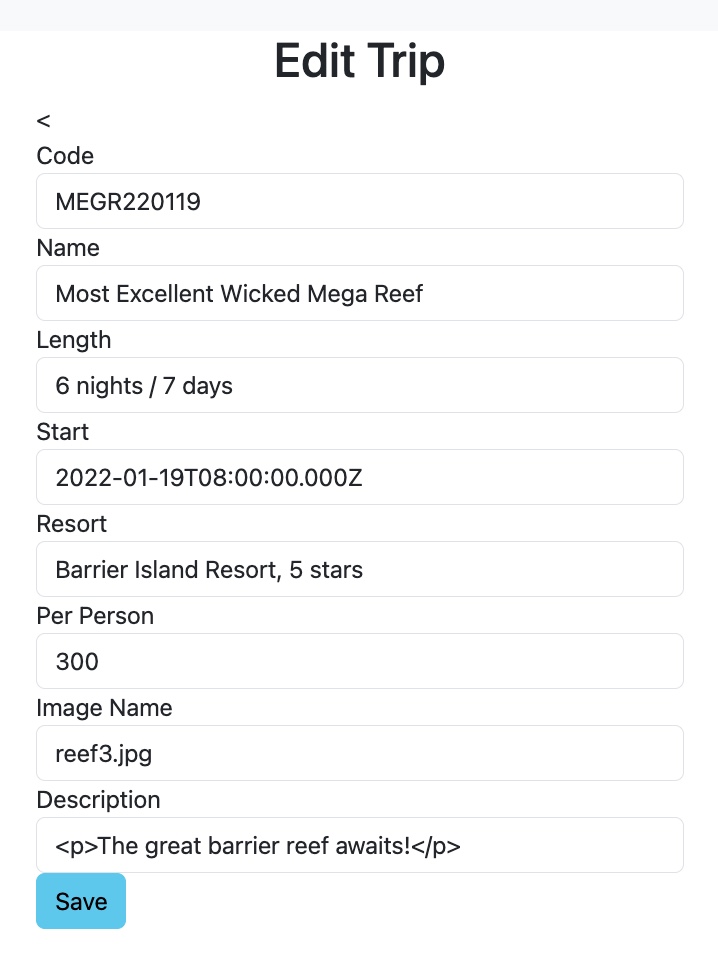 Edit Trip
<
Code
MEGR220119
Name
Most Excellent Wicked Mega Reef
Length
6 nights / 7 days
Start
2022-01-19T08:00:00.000Z
Resort
Barrier Island Resort, 5 stars
Per Person
300
Image Name
reef3.jpg
Description
<p>The great barrier reef awaits!</p>
Save